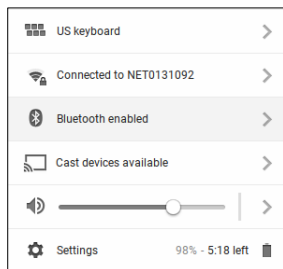 US keyboard
Connected to NET0131092
Bluetooth enabled
Cast devices available
Settings 98% - 5:18 left